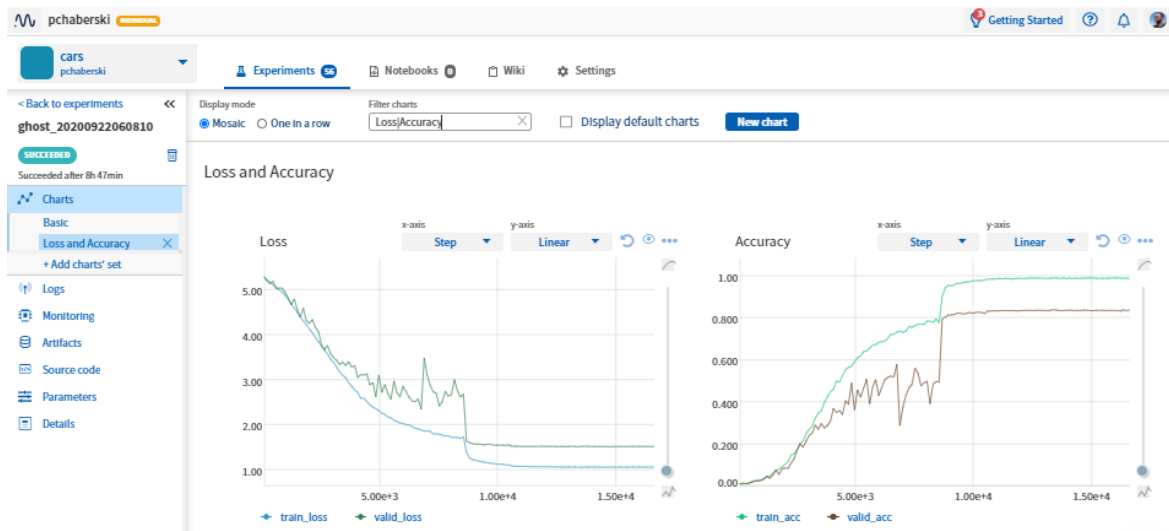 pchaberski INDIVIDUAL
3
Getting Started
cars
pchaberski
Experiments 56
Notebooks 0
Wiki
Settings
< Back to experiments
ghost_20200922060810
SUCCEEDED
Succeeded after 8h 47min
Charts
Basic
Loss and Accuracy
+ Add charts' set
Logs
Monitoring
Artifacts
Source code
Parameters
Details
Display mode
Mosaic
One in a row
Filter charts
Loss|Accuracy
Display default charts
New chart
Loss and Accuracy
Loss
x-axis
Step
y-axis
Linear
5.00
4.00
3.00
2.00
1.00
5.00e+3
1.00e+4
1.50e+4
train_loss
valid_loss
Accuracy
x-axis
Step
y-axis
Linear
1.00
0.800
0.600
0.400
0.200
0.00
5.00e+3
1.00e+4
1.50e+4
train_acc
valid_acc